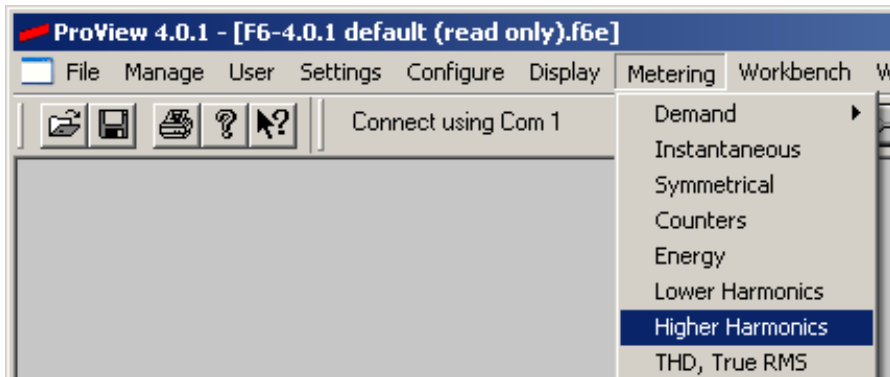 ProView 4.0.1 - [F6-4.0.1 default (read only).f6e]
File Manage User Settings Configure Display Metering Workbench
Connect using Com 1
Demand
Instantaneous
Symmetrical
Counters
Energy
Lower Harmonics
Higher Harmonics
THD, True RMS